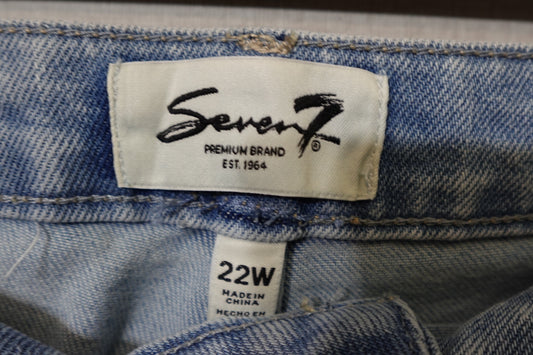 Seven7®
PREMIUM BRAND
EST. 1964
22W
MADE IN
CHINA
HECHO EN